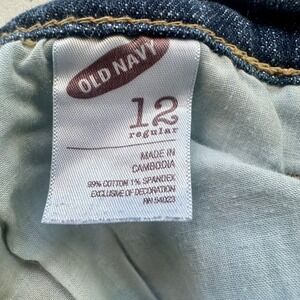 OLD NAVY
12
regular
MADE IN
CAMBODIA
99% COTTON 1% SPANDEX
EXCLUSIVE OF DECORATION
RN 54023